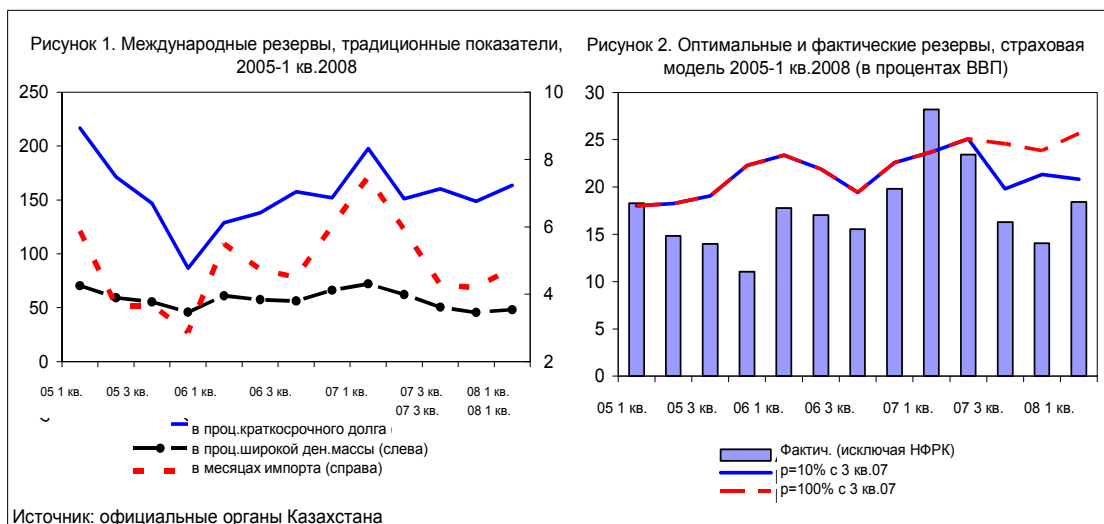 Рисунок 1. Международные резервы, традиционные показатели,
2005-1 кв.2008
250
200
150
100
50
0
10
8
6
4
2
05 1 кв.
05 3 кв.
06 1 кв.
06 3 кв.
07 1 кв.
07 3 кв.
08 1 кв.
07 3 кв.
08 1 кв.
в проц.краткосрочного долга
в проц.широкой ден.массы (слева)
в месяцах импорта (справа)
Рисунок 2. Оптимальные и фактические резервы, страховая
модель 2005-1 кв.2008 (в процентах ВВП)
30
25
20
15
10
5
0
05 1 кв.
05 3 кв.
06 1 кв.
06 3 кв.
07 1 кв.
07 3 кв.
08 1 кв.
Фактич. (исключая НФРК)
p=10% с 3 кв.07
p=100% с 3 кв.07
Источник: официальные органы Казахстана